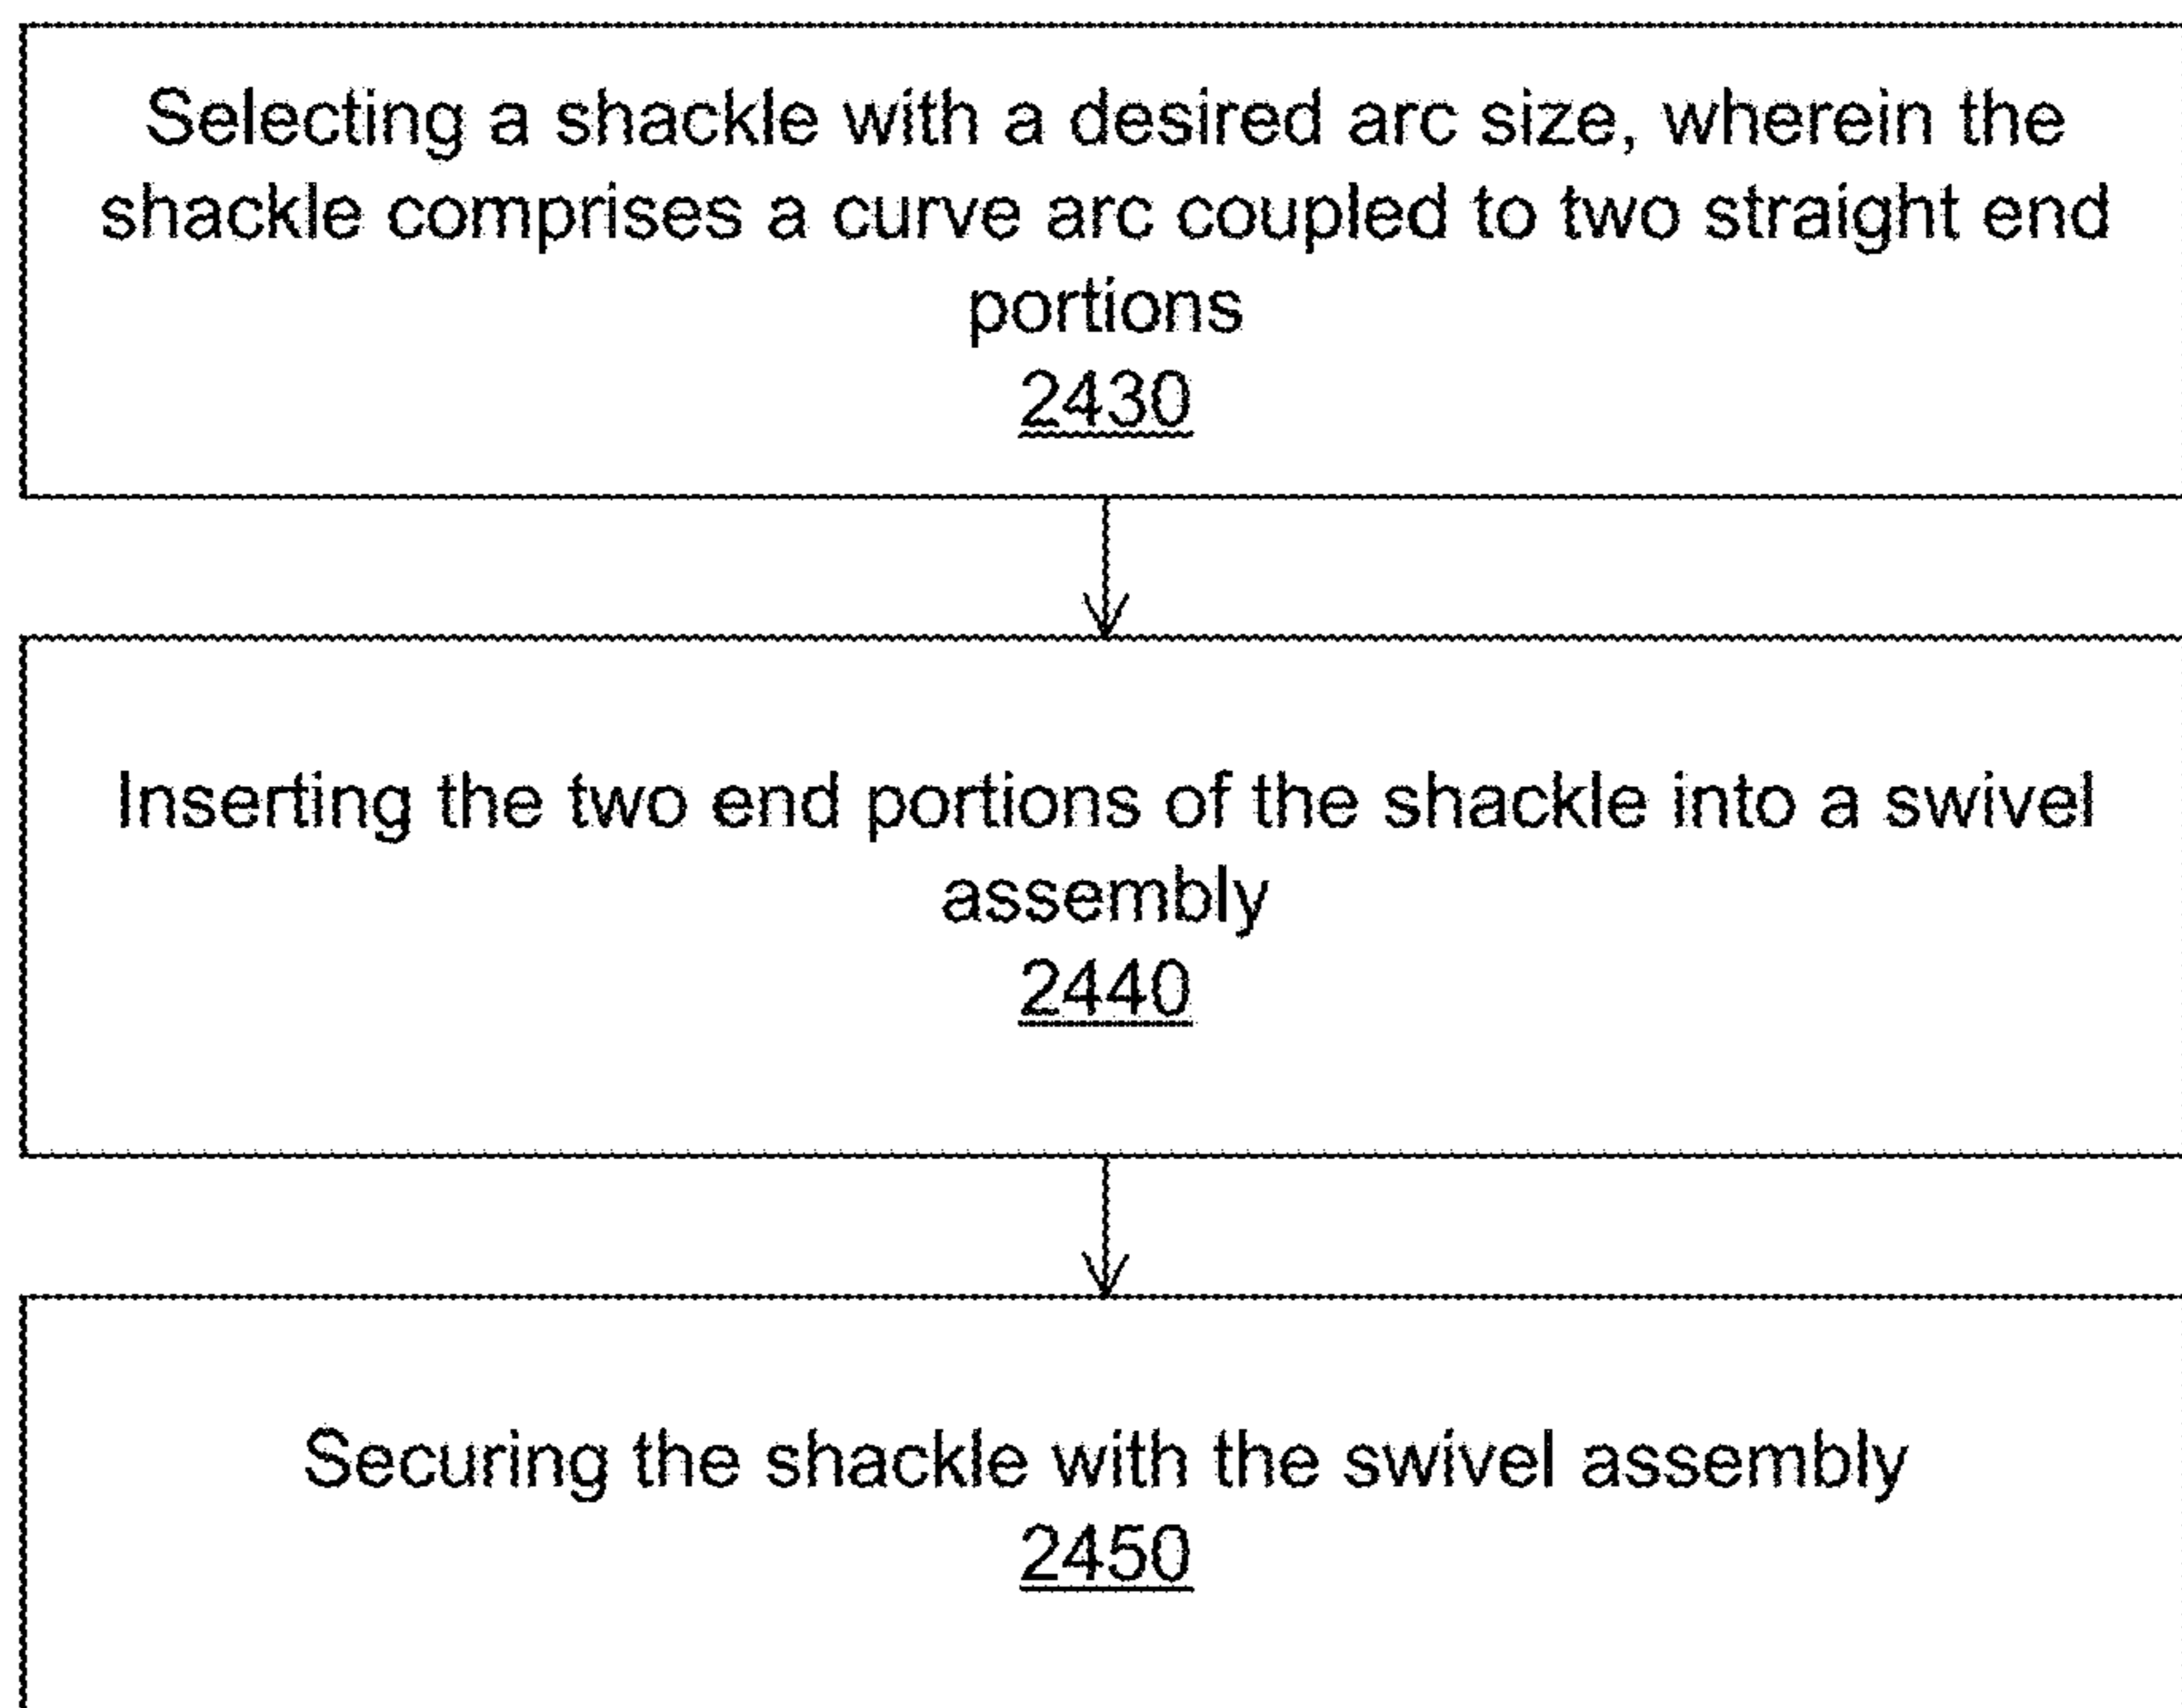 Selecting a shackle with a desired arc size, wherein the
shackle comprises a curve arc coupled to two straight end
portions
2430
Inserting the two end portions of the shackle into a swivel
assembly
2440
Securing the shackle with the swivel assembly
2450